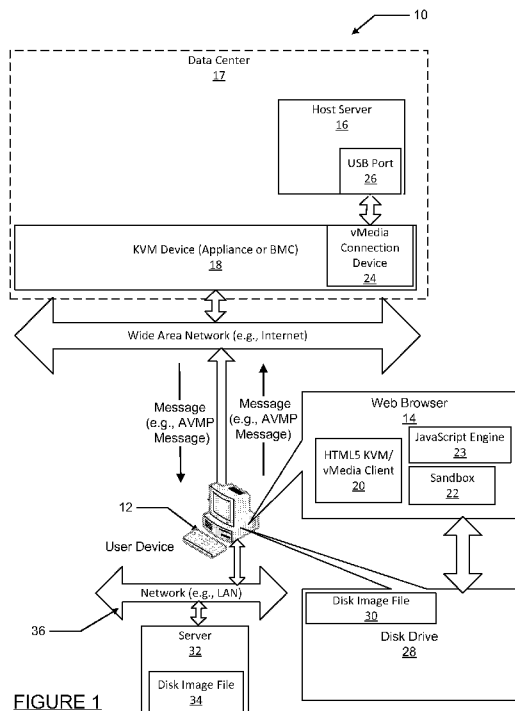 10
Data Center
17
Host Server
16
USB Port
26
KVM Device (Appliance or BMC)
18
vMedia
Connection
Device
24
Wide Area Network (e.g., Internet)
Message
(e.g., AVMP
Message)
Message
(e.g., AVMP
Message)
Web Browser
14
JavaScript Engine
23
HTML5 KVM/
vMedia Client
20
Sandbox
22
12
User Device
Network (e.g., LAN)
36
Server
32
Disk Image File
34
Disk Image File
30
Disk Drive
28
FIGURE 1